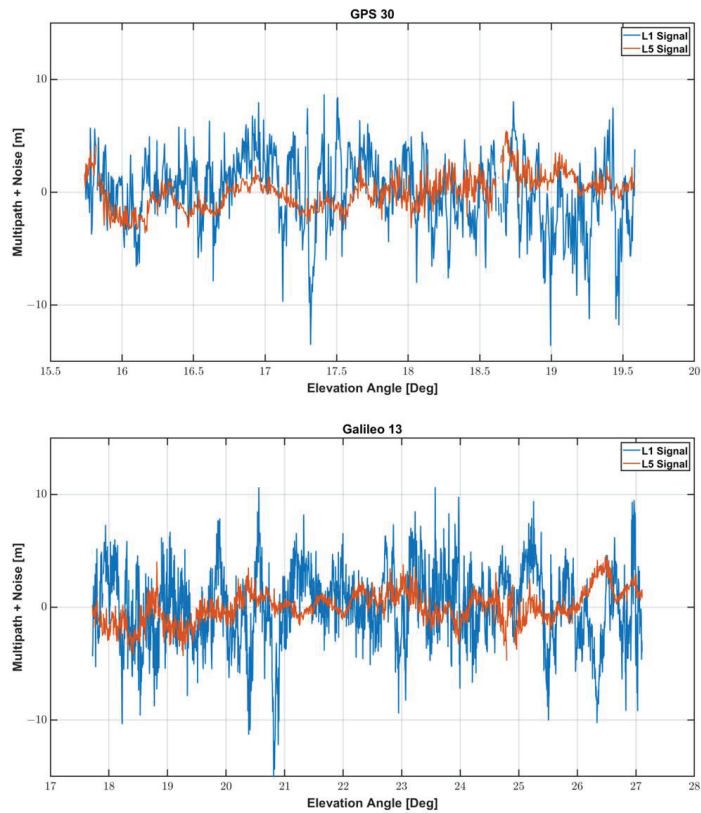 GPS 30
L1 Signal
L5 Signal
10
0
−10
Multipath + Noise [m]
15.5 16 16.5 17 17.5 18 18.5 19 19.5 20
Elevation Angle [Deg]
Galileo 13
L1 Signal
L5 Signal
10
0
−10
Multipath + Noise [m]
17 18 19 20 21 22 23 24 25 26 27 28
Elevation Angle [Deg]